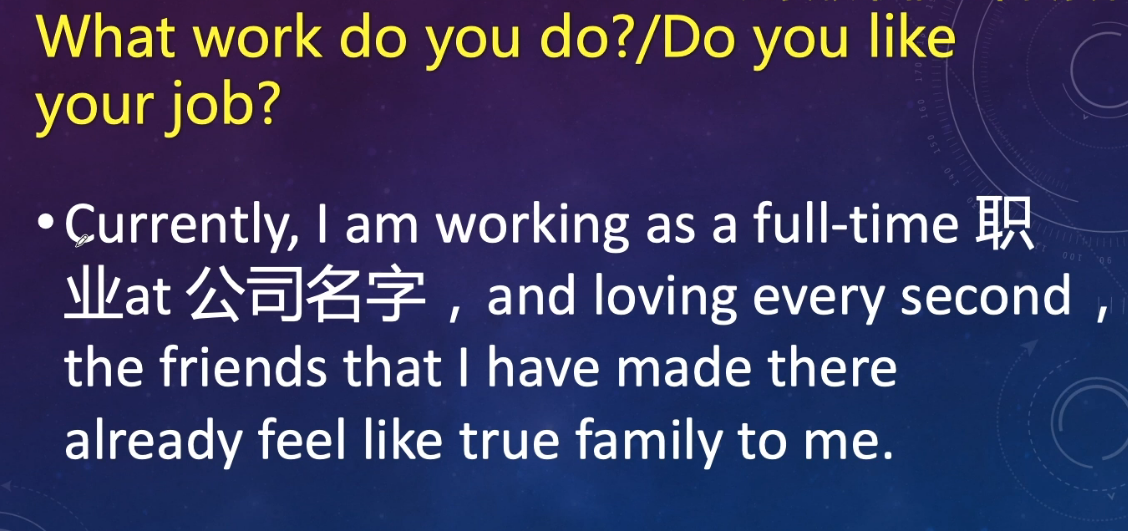 What work do you do?/Do you like
your job?
• Currently, I am working as a full-time 职
业at 公司名字，and loving every second，
the friends that I have made there
already feel like true family to me.